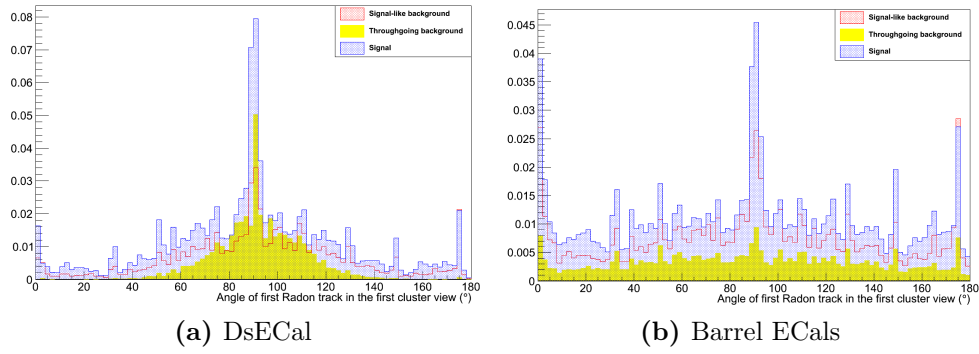 0.08
0.07
0.06
0.05
0.04
0.03
0.02
0.01
0
Signal-like background
Throughgoing background
Signal
0 20 40 60 80 100 120 140 160 180
Angle of first Radon track in the first cluster view (°)
(a) DsECal
0.045
0.04
0.035
0.03
0.025
0.02
0.015
0.01
0.005
0
Signal-like background
Throughgoing background
Signal
0 20 40 60 80 100 120 140 160 180
Angle of first Radon track in the first cluster view (°)
(b) Barrel ECals